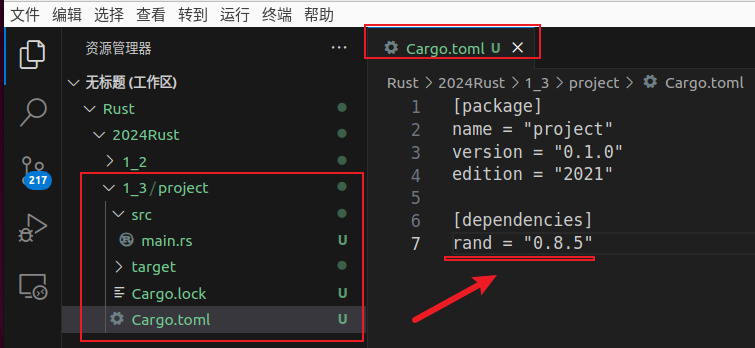 文件 编辑 选择 查看 转到 运行 终端 帮助
资源管理器 ···
无标题 (工作区)
Rust
2024Rust
1_2
1_3/project
src
main.rs U
target
Cargo.lock U
Cargo.toml U
217
Cargo.toml U
Rust > 2024Rust > 1_3 > project > Cargo.toml
1 [package]
2 name = "project"
3 version = "0.1.0"
4 edition = "2021"
5
6 [dependencies]
7 rand = "0.8.5"